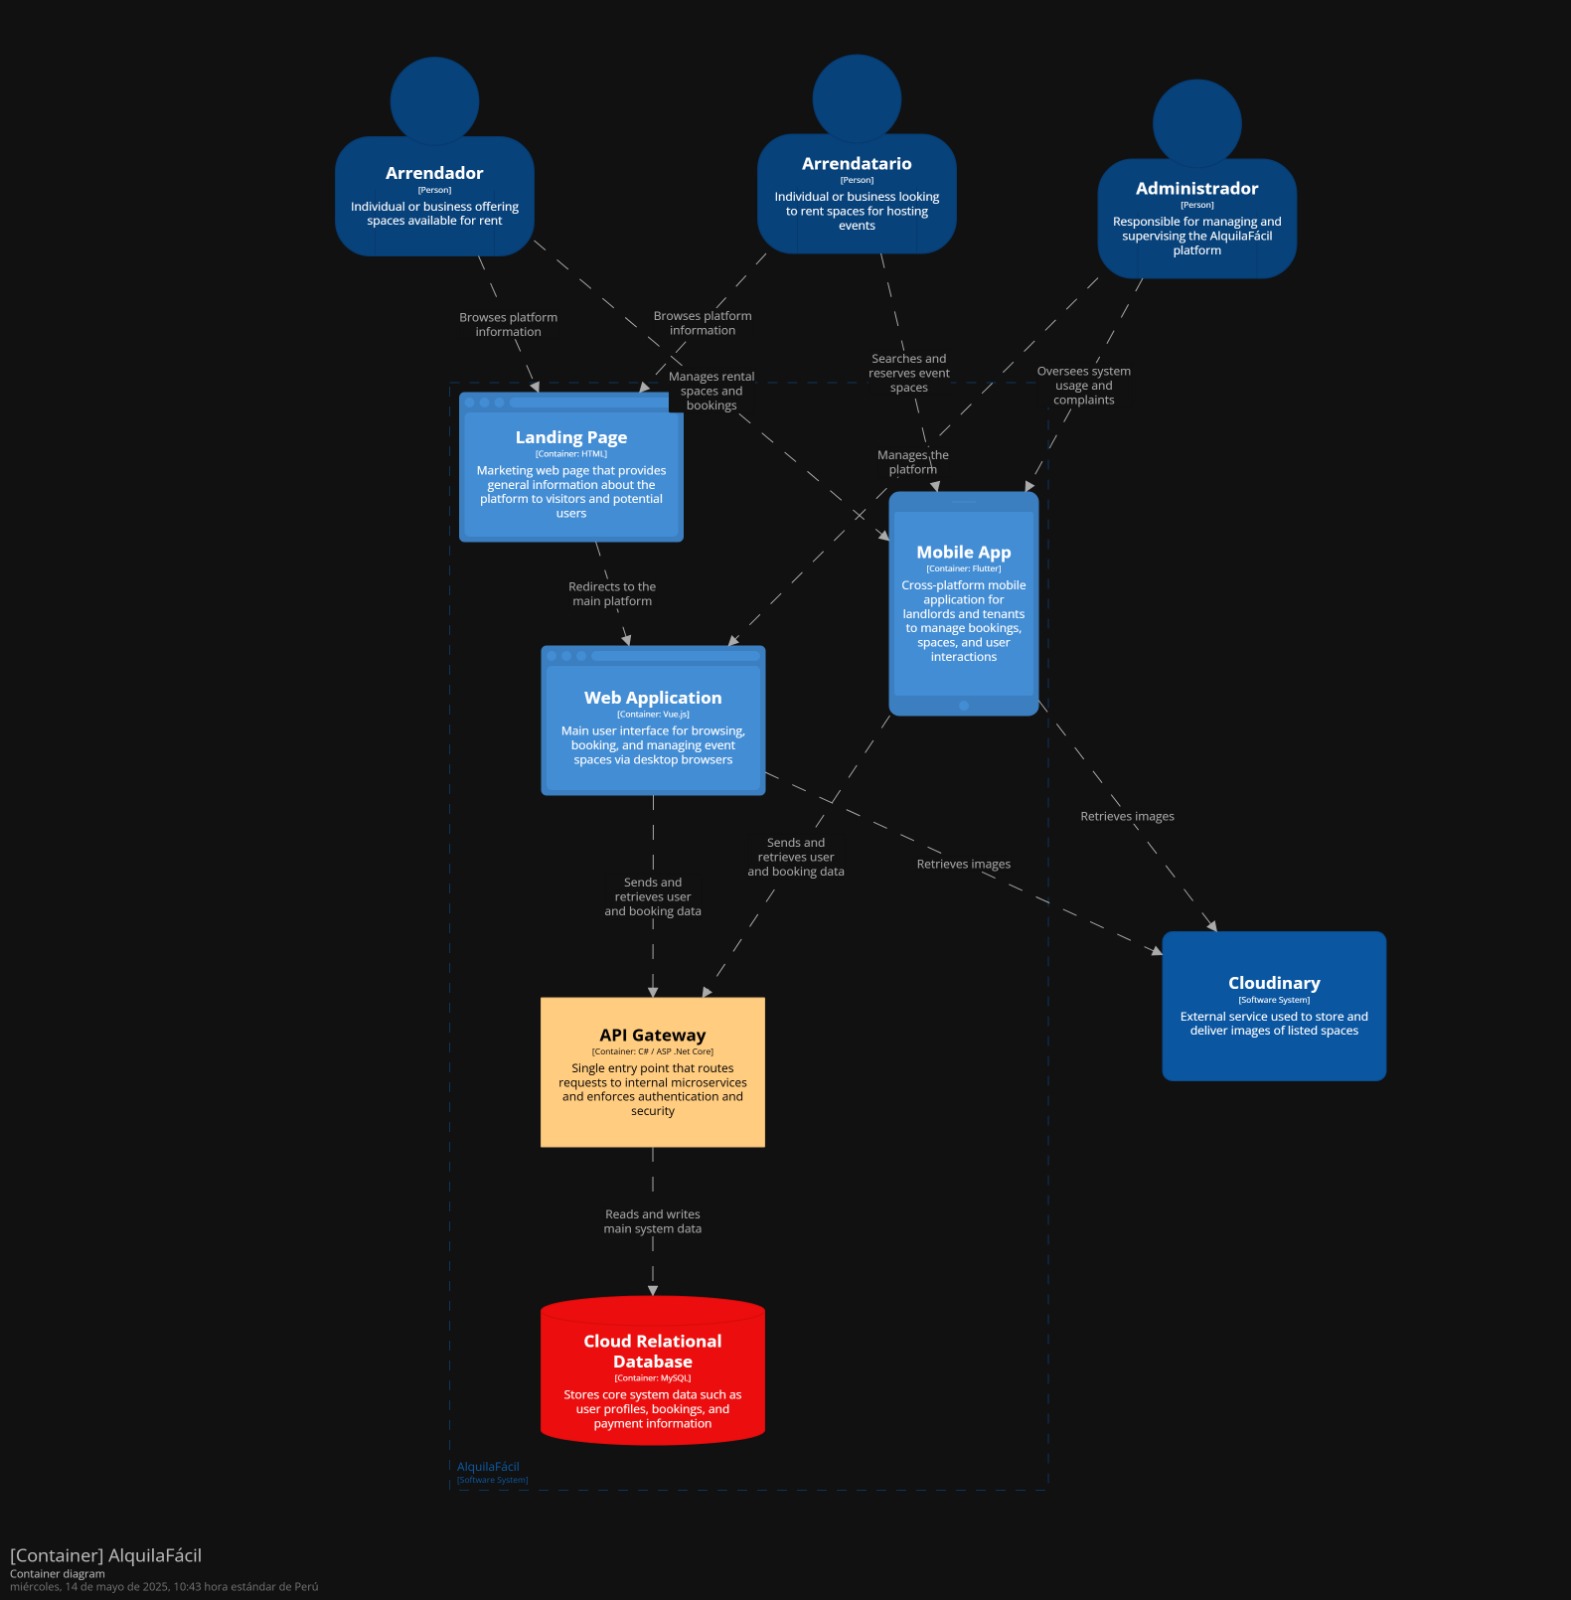 Arrendador
[Person]
Individual or business offering
spaces available for rent
Arrendatario
[Person]
Individual or business looking
to rent spaces for hosting
events
Administrador
[Person]
Responsible for managing and
supervising the AlquilaFácil
platform
Browses platform
information
Browses platform
information
Manages rental
spaces and
bookings
Searches and
reserves event
spaces
Oversees system
usage and
complaints
Manages the
platform
Landing Page
[Container: HTML]
Marketing web page that provides
general information about the
platform to visitors and potential
users
Mobile App
[Container: Flutter]
Cross-platform mobile
application for
landlords and tenants
to manage bookings,
spaces, and user
interactions
Redirects to the
main platform
Web Application
[Container: Vue.js]
Main user interface for browsing,
booking, and managing event
spaces via desktop browsers
Sends and
retrieves user
and booking data
Sends and
retrieves user
and booking data
Retrieves images
Retrieves images
Cloudinary
[Software System]
External service used to store and
deliver images of listed spaces
API Gateway
[Container: C# / ASP .Net Core]
Single entry point that routes
requests to internal microservices
and enforces authentication and
security
Reads and writes
main system data
Cloud Relational
Database
[Container: MySQL]
Stores core system data such as
user profiles, bookings, and
payment information
AlquilaFácil
[Software System]
[Container] AlquilaFácil
Container diagram
miércoles, 14 de mayo de 2025, 10:43 hora estándar de Perú